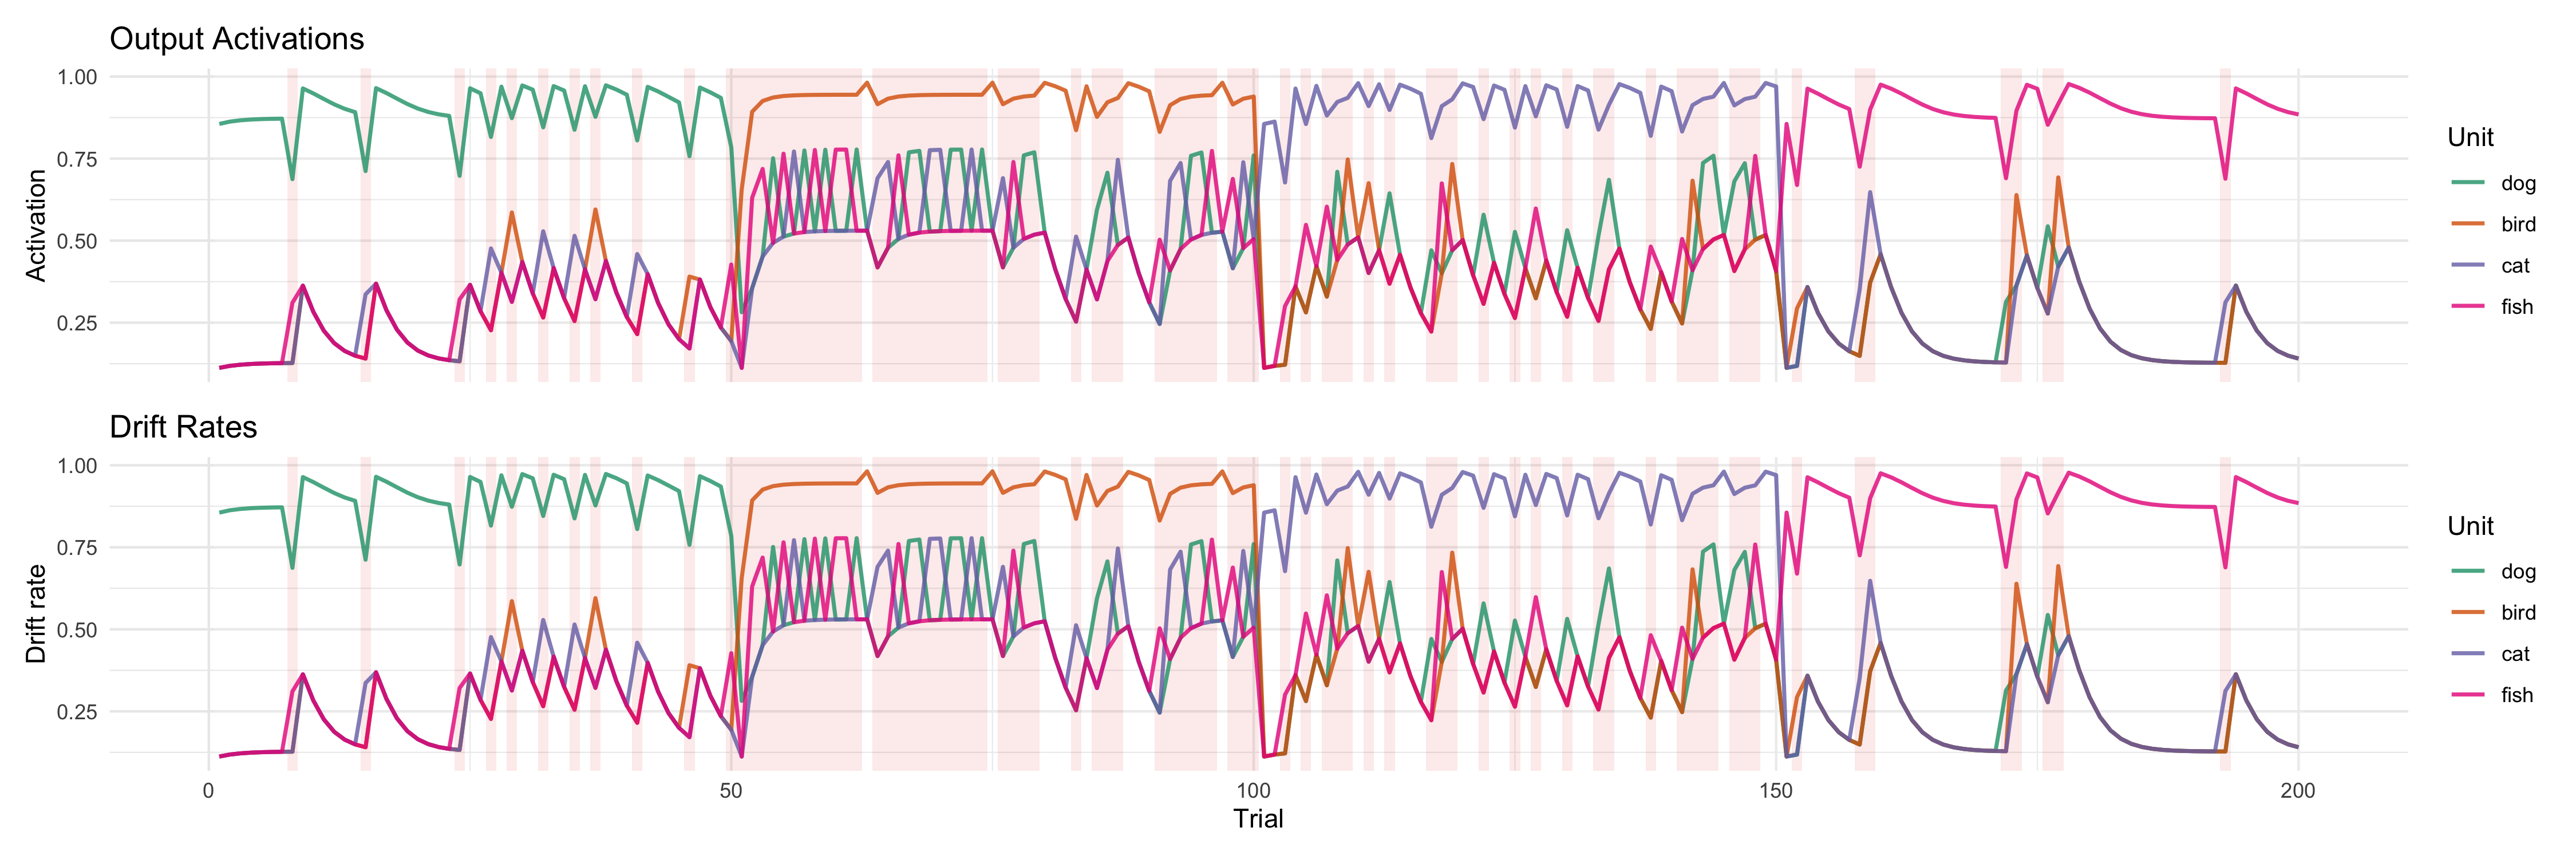 Output Activations
1.00
0.75
0.50
0.25
Activation
Unit
dog
bird
cat
fish
Drift Rates
1.00
0.75
0.50
0.25
Drift rate
0 50 100 150 200
Trial
Unit
dog
bird
cat
fish